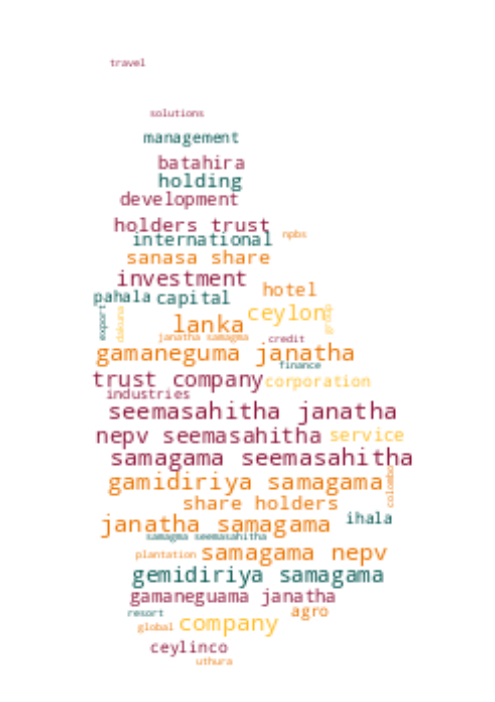 travel
solutions
management
batahira
holding
development
holders trust
international npbs
sanasa share
investment
hotel
pahala capital
ceylon
export
dakuna
group
lanka
janatha samagma credit
gamaneguma janatha
finance
trust company corporation
industries
seemasahitha janatha
nepv seemasahitha service
samagama seemasahitha
gamidiriya samagama
colombo
share holders
janatha samagama ihala
samagma seemasahitha
plantation samagama nepv
gemidiriya samagama
gamaneguama janatha
resort agro
global company
ceylinco
uthura